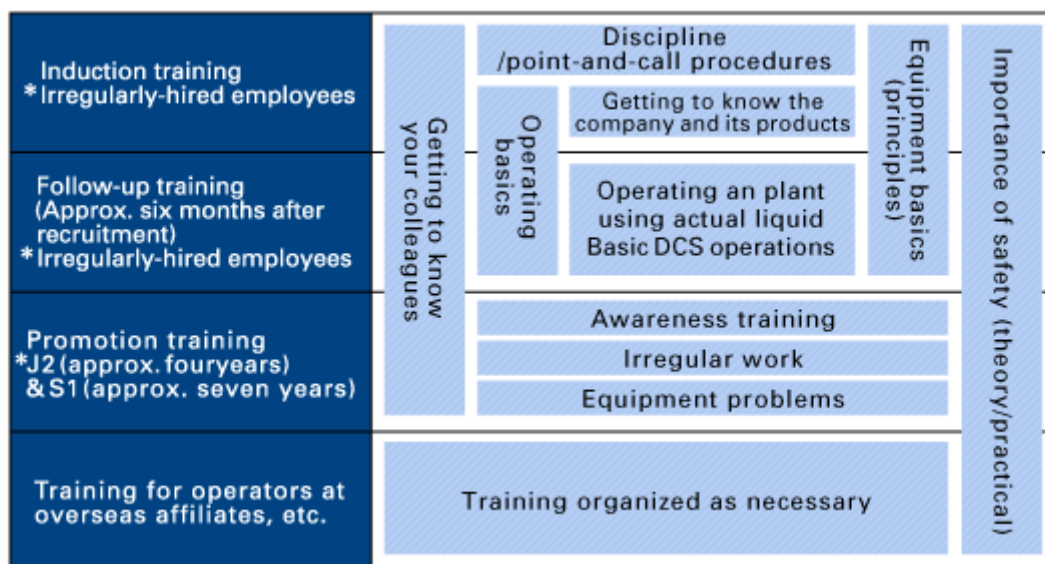 Induction training
*Irregularly-hired employees
Follow-up training
(Approx. six months after
recruitment)
*Irregularly-hired employees
Promotion training
*J2 (approx. fouryears)
& S1 (approx. seven years)
Training for operators at
overseas affiliates, etc.
Getting to know
your colleagues
Discipline
/point-and-call procedures
Operating
basics
Getting to know the
company and its products
Operating an plant
using actual liquid
Basic DCS operations
Equipment basics
(principles)
Awareness training
Irregular work
Equipment problems
Training organized as necessary
Importance of safety (theory/practical)